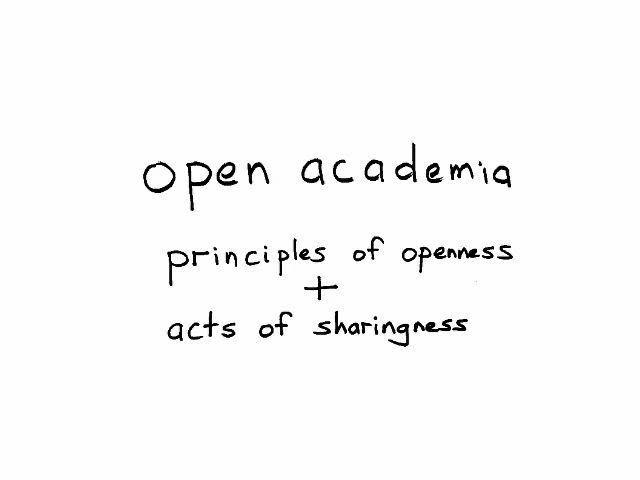 open academia
principles of openness
+
acts of sharingness